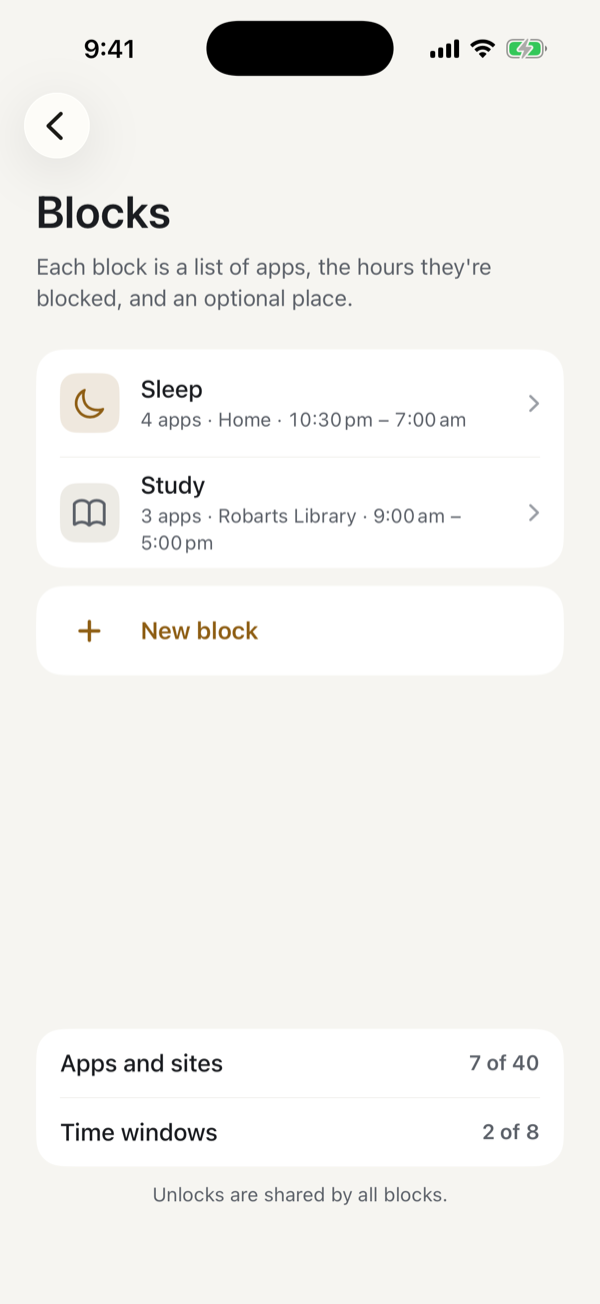 9:41
Blocks
Each block is a list of apps, the hours they're
blocked, and an optional place.
Sleep
4 apps · Home · 10:30 pm – 7:00 am
Study
3 apps · Robarts Library · 9:00 am –
5:00 pm
New block
Apps and sites 7 of 40
Time windows 2 of 8
Unlocks are shared by all blocks.